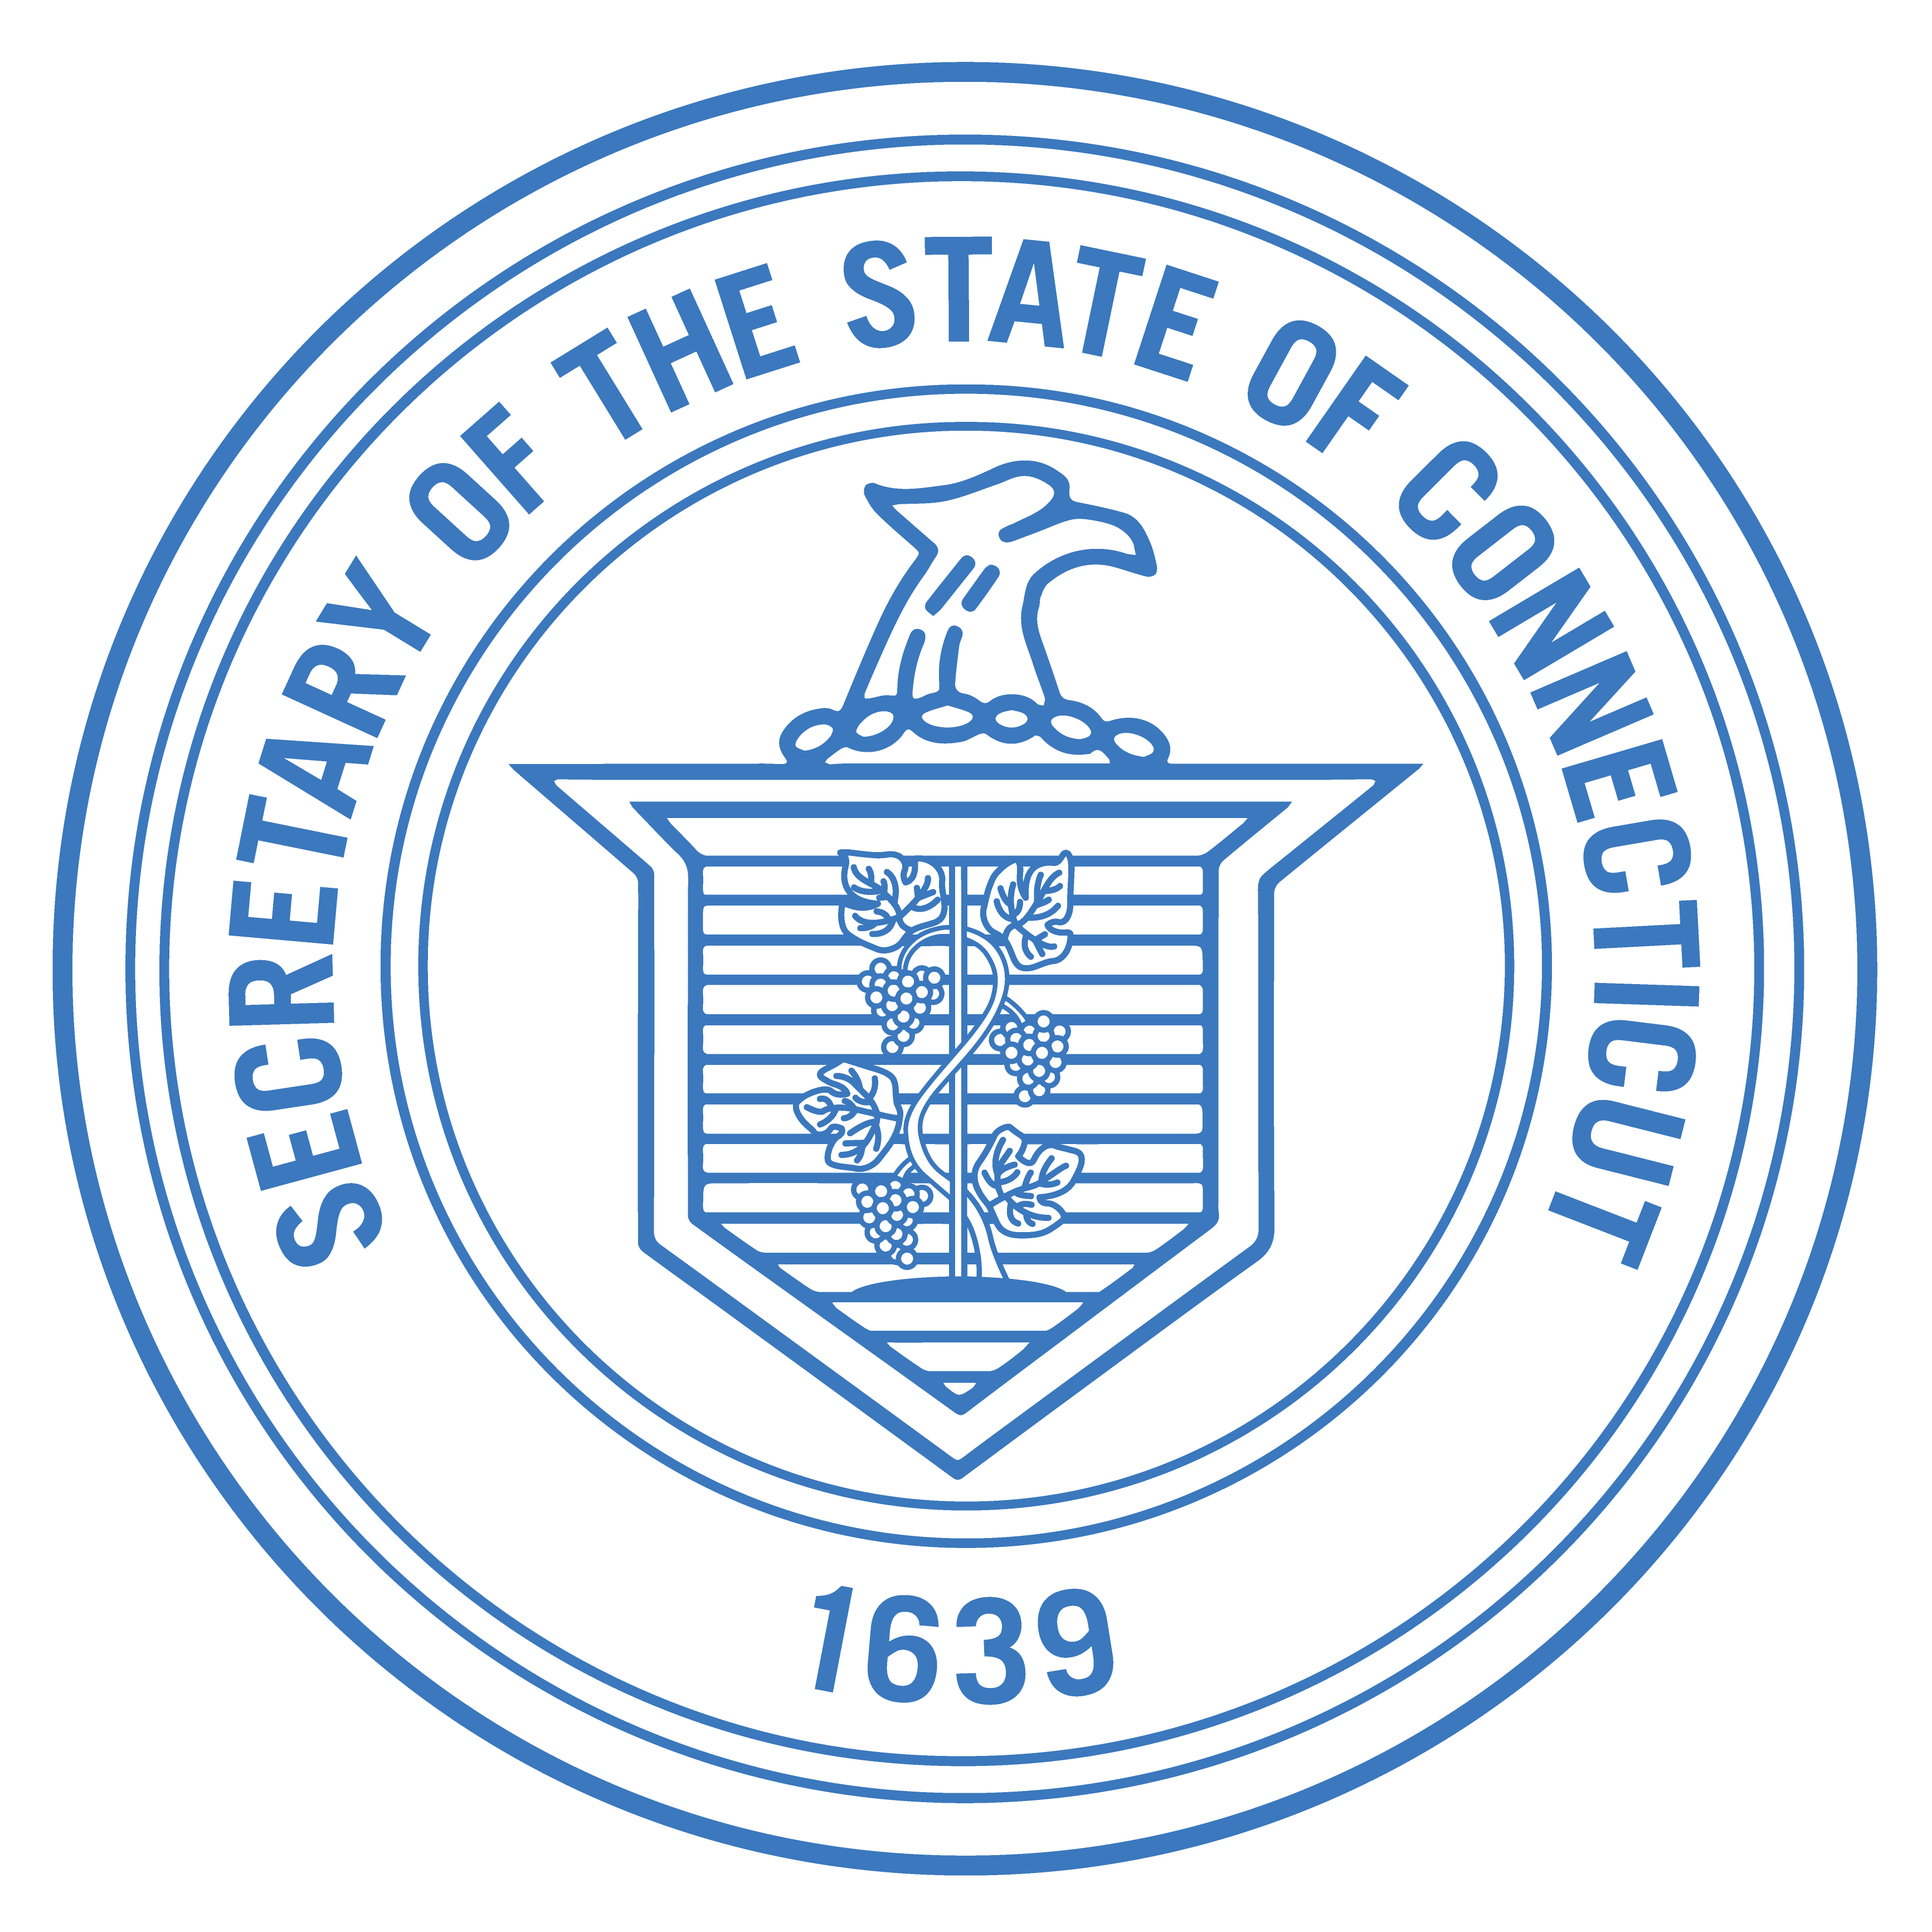 SECRETARY OF THE STATE OF CONNECTICUT
1639